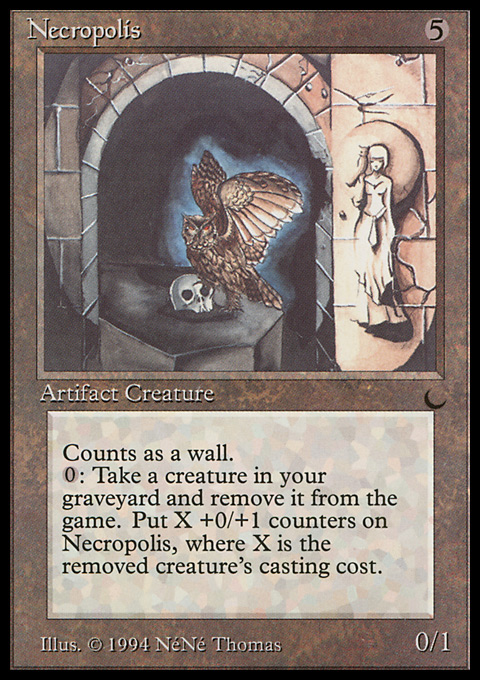 Necropolis 5
Artifact Creature
Counts as a wall.
0: Take a creature in your
graveyard and remove it from the
game. Put X +0/+1 counters on
Necropolis, where X is the
removed creature's casting cost.
Illus. © 1994 NéNé Thomas 0/1